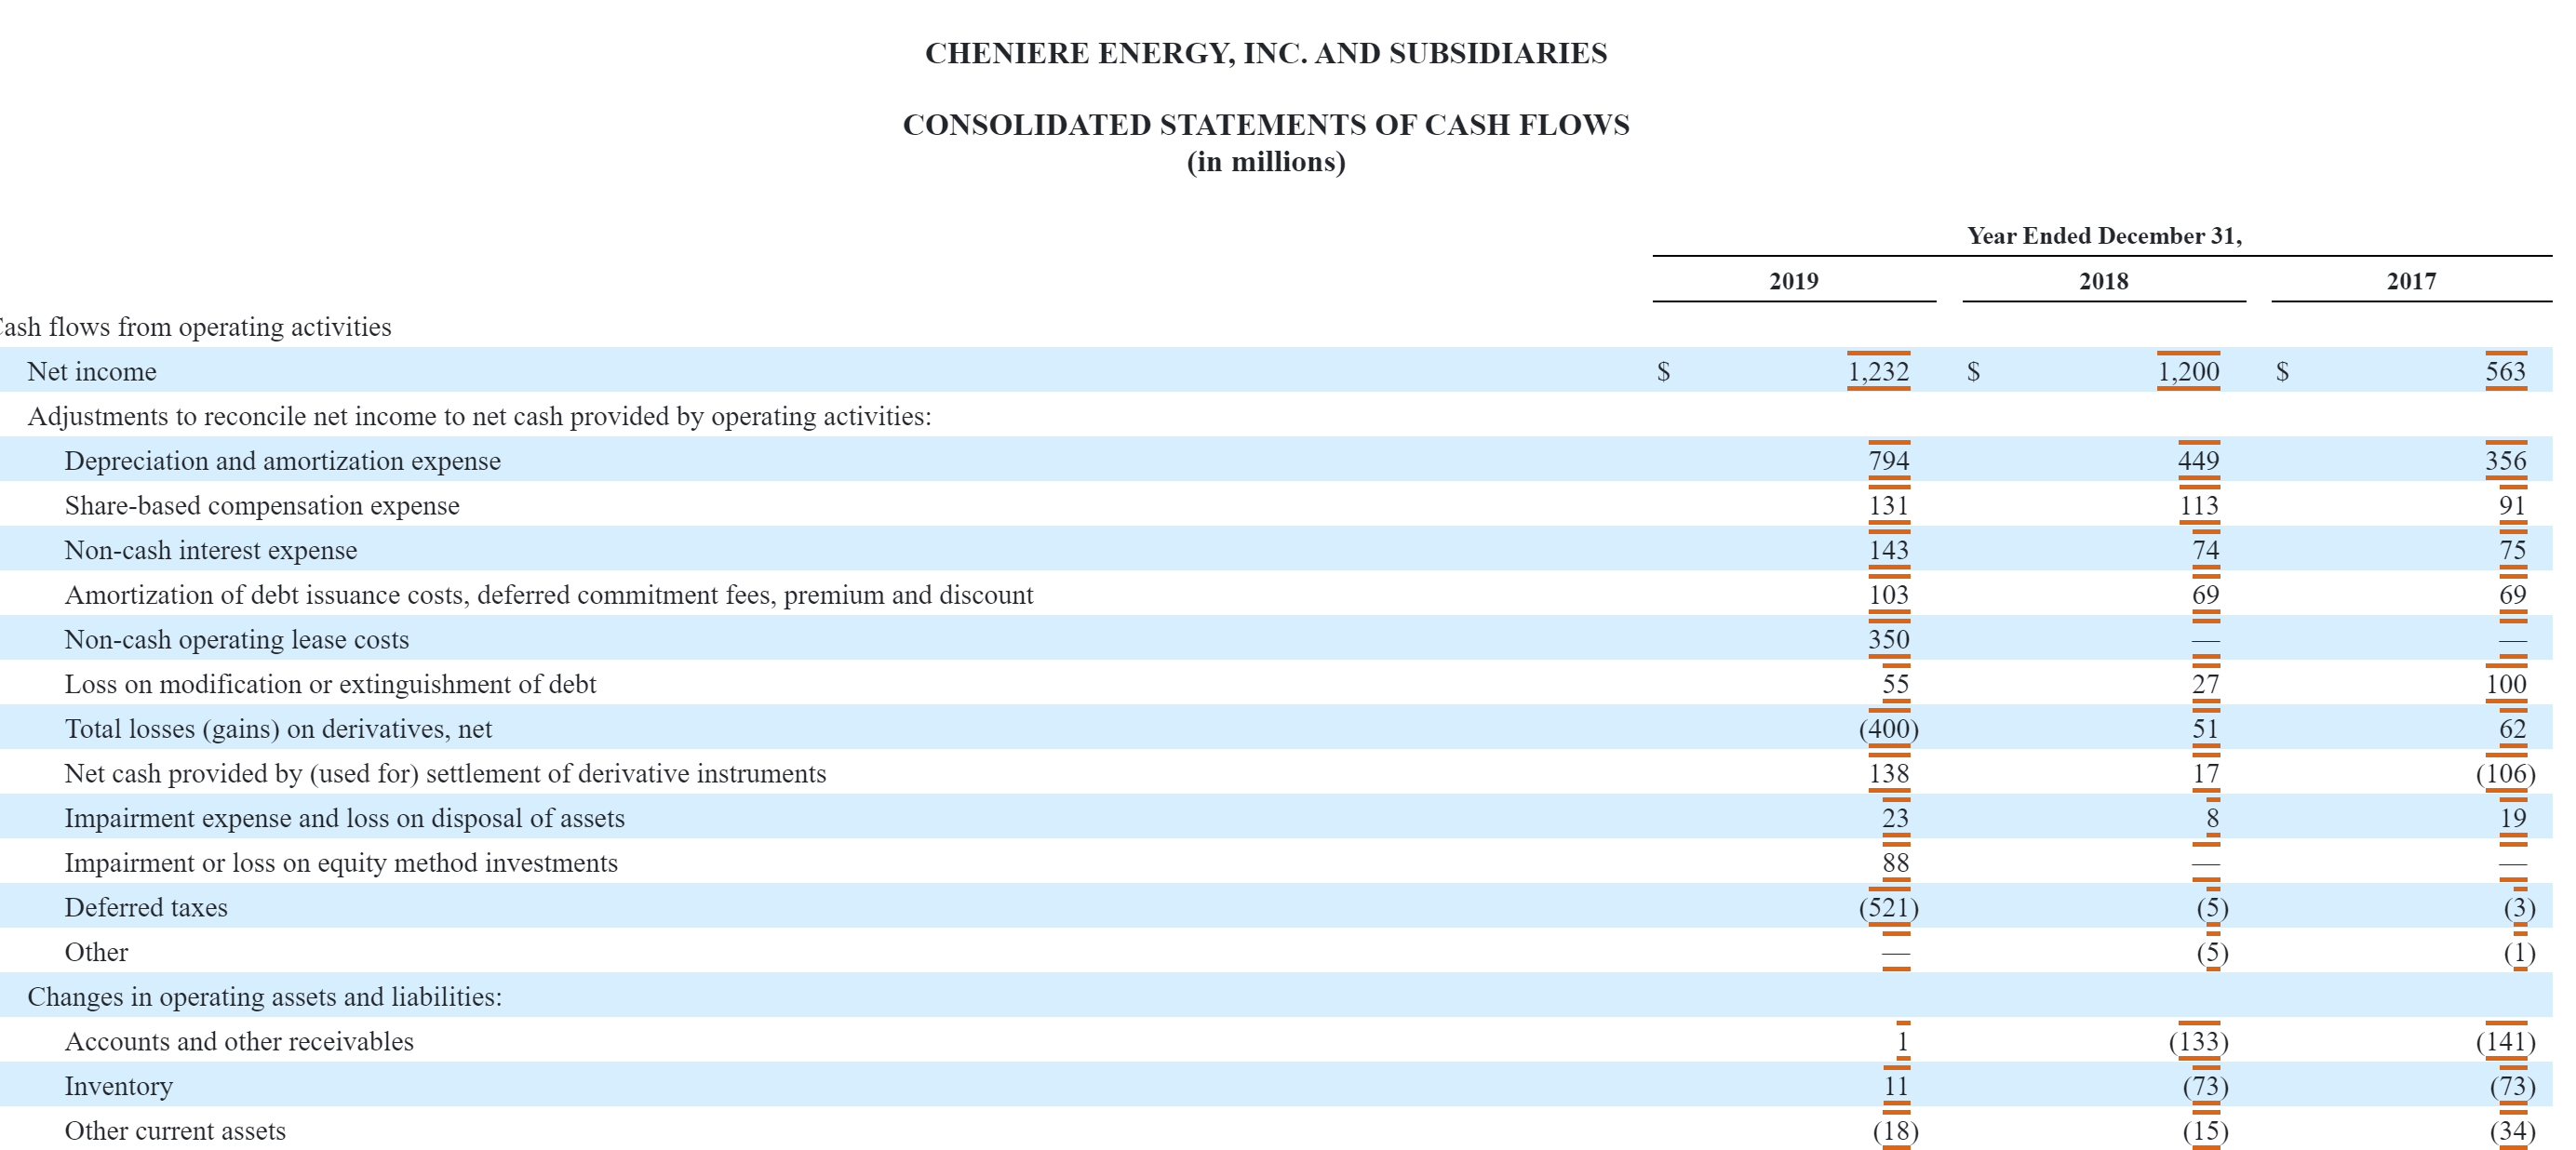 CHENIERE ENERGY, INC. AND SUBSIDIARIES
CONSOLIDATED STATEMENTS OF CASH FLOWS
(in millions)
Year Ended December 31,
2019 2018 2017
Cash flows from operating activities
Net income $ 1,232 $ 1,200 $ 563
Adjustments to reconcile net income to net cash provided by operating activities:
Depreciation and amortization expense 794 449 356
Share-based compensation expense 131 113 91
Non-cash interest expense 143 74 75
Amortization of debt issuance costs, deferred commitment fees, premium and discount 103 69 69
Non-cash operating lease costs 350 — —
Loss on modification or extinguishment of debt 55 27 100
Total losses (gains) on derivatives, net (400) 51 62
Net cash provided by (used for) settlement of derivative instruments 138 17 (106)
Impairment expense and loss on disposal of assets 23 8 19
Impairment or loss on equity method investments 88 — —
Deferred taxes (521) (5) (3)
Other — (5) (1)
Changes in operating assets and liabilities:
Accounts and other receivables 1 (133) (141)
Inventory 11 (73) (73)
Other current assets (18) (15) (34)